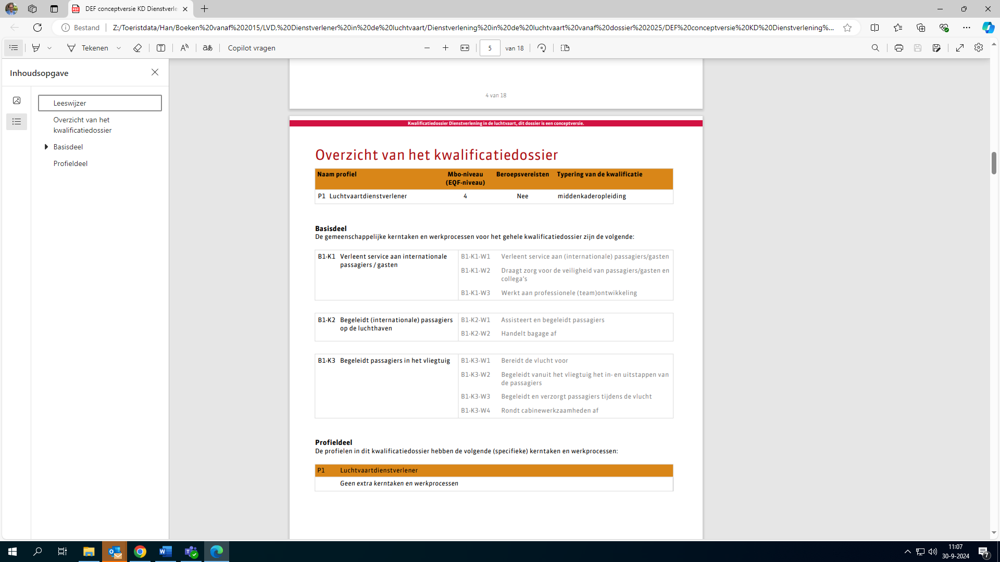 DEF conceptversie KD Dienstverle
Bestand
Z:/Toeristdata/Han/Boeken%20vanaf%202015/LVD,%20Dienstverlener%20in%20de%20luchtvaart/Dienstverlening%20in%20de%20luchtvaart%20vanaf%20dossier%202025/DEF%20conceptversie%20KD%20Dienstverlening%...
Tekenen
Copilot vragen
5 van 18
Inhoudsopgave
Leeswijzer
Overzicht van het
kwalificatiedossier
Basisdeel
Profieldeel
4 van 18
Kwalificatiedossier Dienstverlening in de luchtvaart, dit dossier is een conceptversie.
Overzicht van het kwalificatiedossier
Naam profiel Mbo-niveau Beroepsvereisten Typering van de kwalificatie
(EQF-niveau)
P1 Luchtvaartdienstverlener 4 Nee middenkaderopleiding
Basisdeel
De gemeenschappelijke kerntaken en werkprocessen voor het gehele kwalificatiedossier zijn de volgende:
B1-K1 Verleent service aan internationale
passagiers / gasten
B1-K1-W1 Verleent service aan (internationale) passagiers/gasten
B1-K1-W2 Draagt zorg voor de veiligheid van passagiers/gasten en
collega's
B1-K1-W3 Werkt aan professionele (team)ontwikkeling
B1-K2 Begeleidt (internationale) passagiers
op de luchthaven
B1-K2-W1 Assisteert en begeleidt passagiers
B1-K2-W2 Handelt bagage af
B1-K3 Begeleidt passagiers in het vliegtuig
B1-K3-W1 Bereidt de vlucht voor
B1-K3-W2 Begeleidt vanuit het vliegtuig het in- en uitstappen van
de passagiers
B1-K3-W3 Begeleidt en verzorgt passagiers tijdens de vlucht
B1-K3-W4 Rondt cabinewerkzaamheden af
Profieldeel
De profielen in dit kwalificatiedossier hebben de volgende (specifieke) kerntaken en werkprocessen:
P1 Luchtvaartdienstverlener
Geen extra kerntaken en werkprocessen
11:07
30-9-2024
7